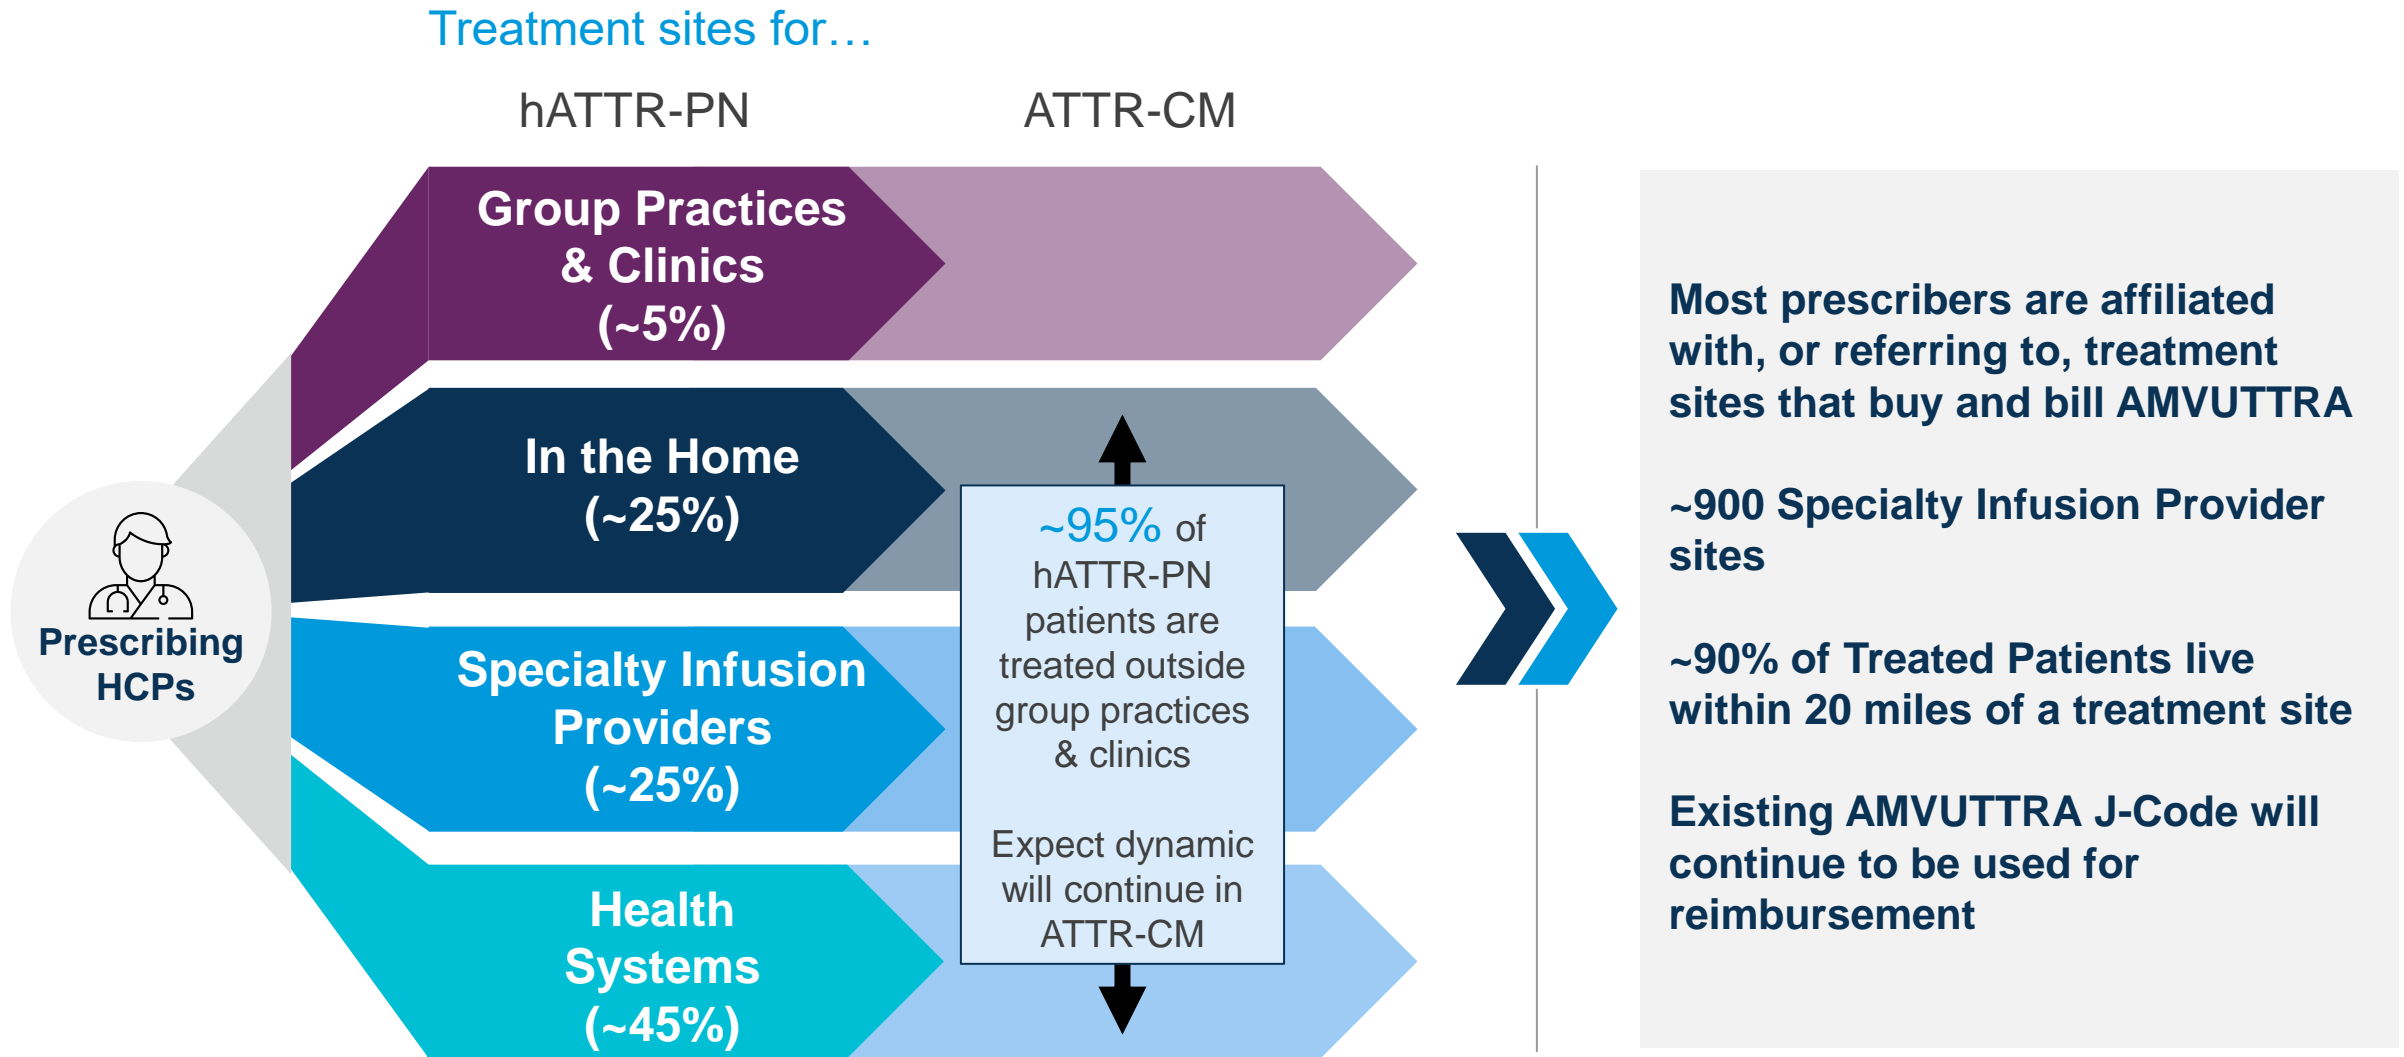 Treatment sites for…
hATTR-PN
ATTR-CM
Prescribing
HCPs
Group Practices
& Clinics
(~5%)
In the Home
(~25%)
Specialty Infusion
Providers
(~25%)
Health
Systems
(~45%)
~95% of
hATTR-PN
patients are
treated outside
group practices
& clinics
Expect dynamic
will continue in
ATTR-CM
Most prescribers are affiliated
with, or referring to, treatment
sites that buy and bill AMVUTTRA
~900 Specialty Infusion Provider
sites
~90% of Treated Patients live
within 20 miles of a treatment site
Existing AMVUTTRA J-Code will
continue to be used for
reimbursement